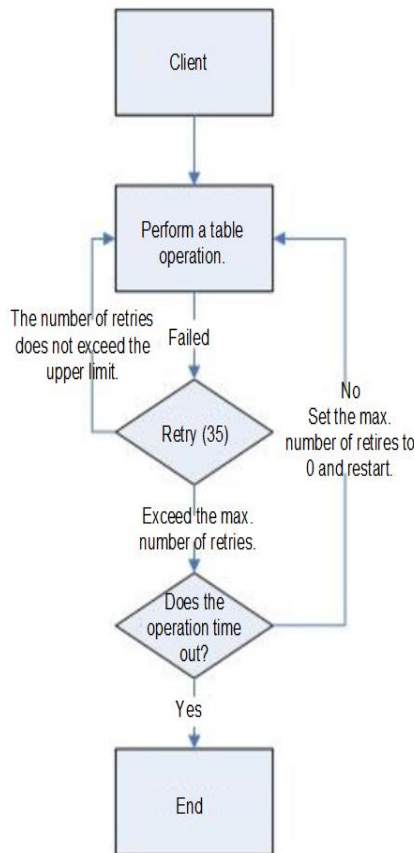 Client
Perform a table
operation.
The number of retries
does not exceed the
upper limit.
Failed
Retry (35)
No
Set the max.
number of retires to
0 and restart.
Exceed the max.
number of retries.
Does the
operation time
out?
Yes
End